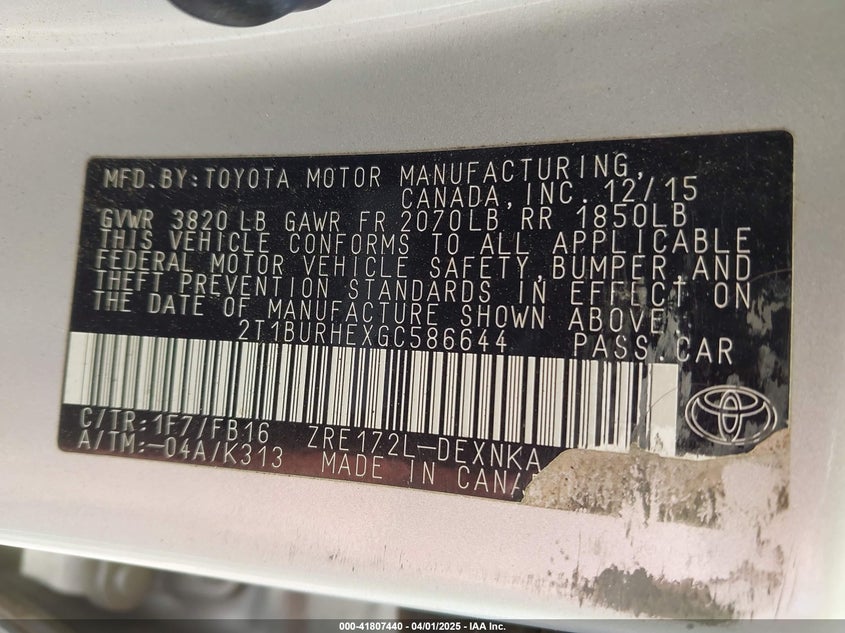 MFD.BY:TOYOTA MOTOR MANUFACTURING,
CANADA,INC. 12/15
GVWR 3820 LB GAWR FR 2070LB RR 1850LB
THIS VEHICLE CONFORMS TO ALL APPLICABLE
FEDERAL MOTOR VEHICLE SAFETY,BUMPER AND
THEFT PREVENTION STANDARDS IN EFFECT ON
THE DATE OF MANUFACTURE SHOWN ABOVE.
2T1BURHEXGC586644 PASS.CAR
C/TR:1F7/FB16 ZRE172L-DEXNKA
A/TM:-04A/K313 MADE IN CANA
000-41807440 - 04/01/2025 - IAA Inc.